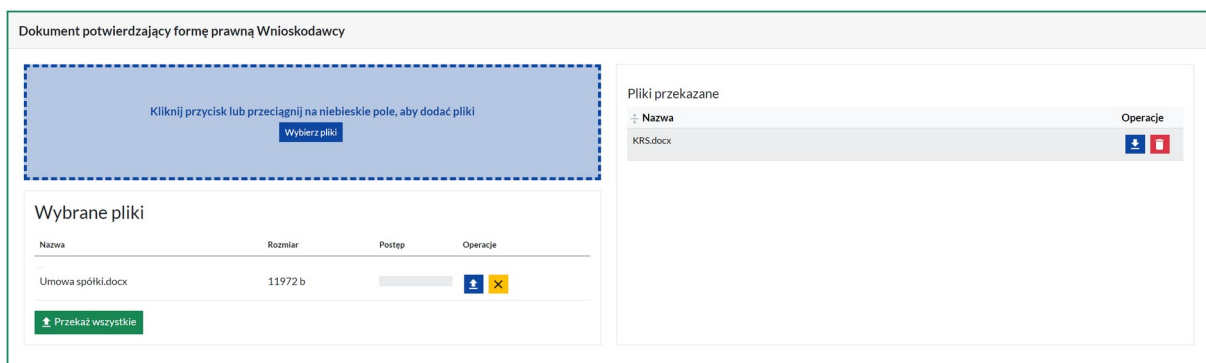 Dokument potwierdzający formę prawną Wnioskodawcy
Kliknij przycisk lub przeciągnij na niebieskie pole, aby dodać pliki
Wybierz pliki
Wybrane pliki
Nazwa Rozmiar Postęp Operacje
Umowa spółki.docx 11972 b
Przekaż wszystkie
Pliki przekazane
Nazwa Operacje
KRS.docx